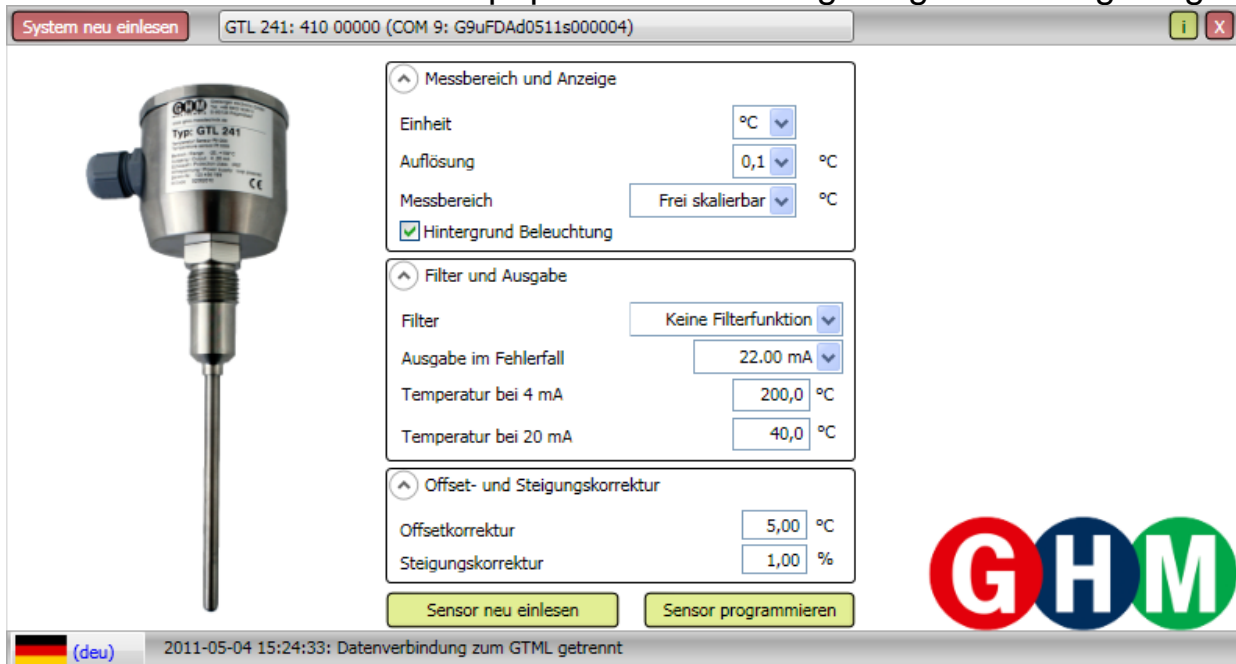 System neu einlesen
GTL 241: 410 00000 (COM 9: G9uFDAd0511s000004)
i
X
GHM
Typ: GTL 241
CE
Messbereich und Anzeige
Einheit
°C
Auflösung
0,1
°C
Messbereich
Frei skalierbar
°C
Hintergrund Beleuchtung
Filter und Ausgabe
Filter
Keine Filterfunktion
Ausgabe im Fehlerfall
22.00 mA
Temperatur bei 4 mA
200,0 °C
Temperatur bei 20 mA
40,0 °C
Offset- und Steigungskorrektur
Offsetkorrektur
5,00 °C
Steigungskorrektur
1,00 %
Sensor neu einlesen
Sensor programmieren
GHM
(deu)
2011-05-04 15:24:33: Datenverbindung zum GTML getrennt